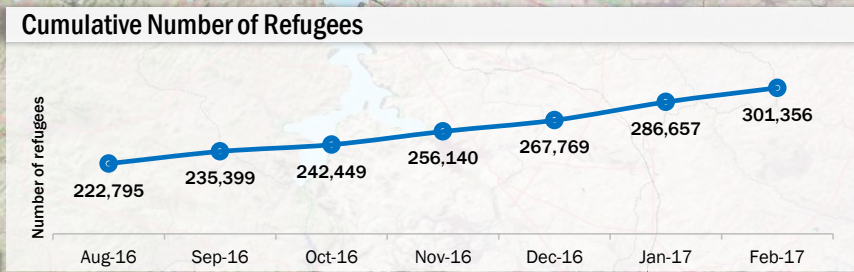 Cumulative Number of Refugees
Number of refugees
222,795
235,399
242,449
256,140
267,769
286,657
301,356
Aug-16 Sep-16 Oct-16 Nov-16 Dec-16 Jan-17 Feb-17